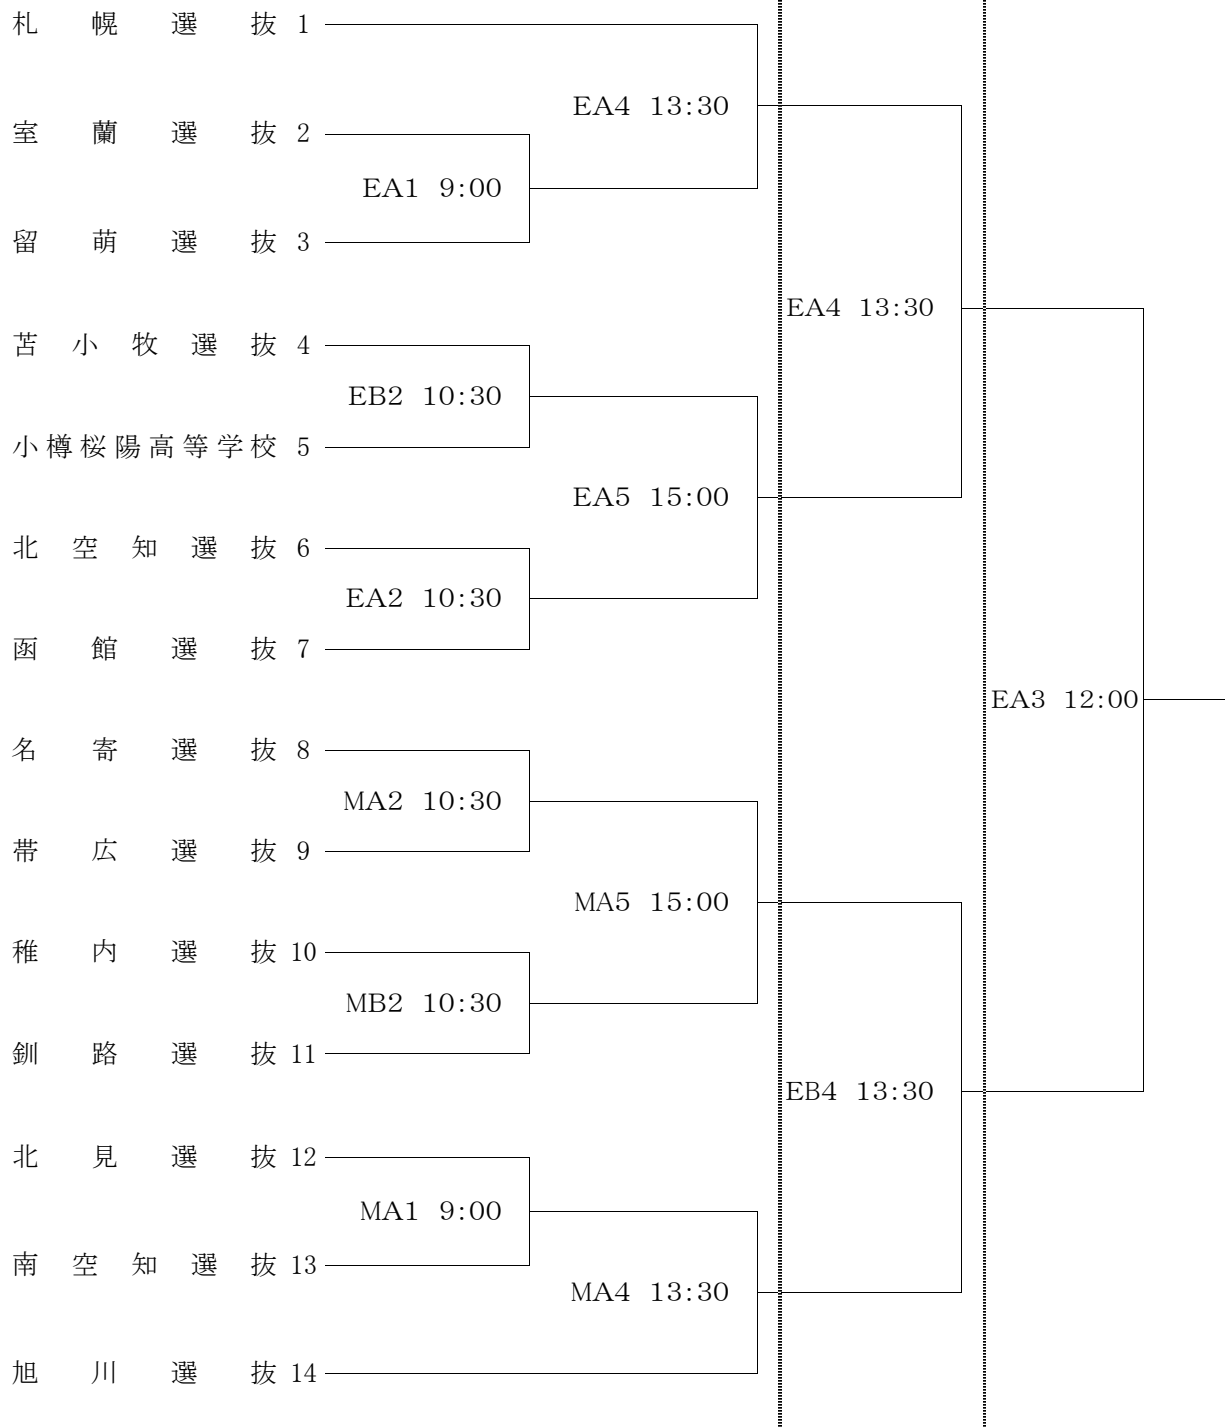 札幌選抜 1
EA4 13:30
室蘭選抜 2
EA1 9:00
留萌選抜 3
EA4 13:30
苫小牧選抜 4
EB2 10:30
小樽桜陽高等学校 5
EA5 15:00
北空知選抜 6
EA2 10:30
函館選抜 7
EA3 12:00
名寄選抜 8
MA2 10:30
帯広選抜 9
MA5 15:00
稚内選抜 10
MB2 10:30
釧路選抜 11
EB4 13:30
北見選抜 12
MA1 9:00
南空知選抜 13
MA4 13:30
旭川選抜 14